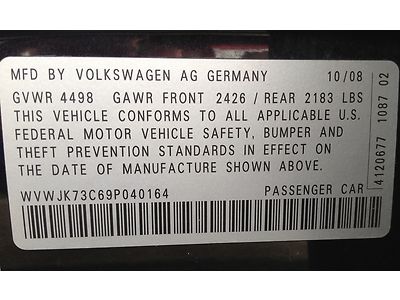 MFD BY VOLKSWAGEN AG GERMANY 10/08
GVWR 4498 GAWR FRONT 2426 / REAR 2183 LBS
THIS VEHICLE CONFORMS TO ALL APPLICABLE U.S.
FEDERAL MOTOR VEHICLE SAFETY, BUMPER AND
THEFT PREVENTION STANDARDS IN EFFECT ON
THE DATE OF MANUFACTURE SHOWN ABOVE.
WVWJK73C69P040164 PASSENGER CAR
4120677 1087 02